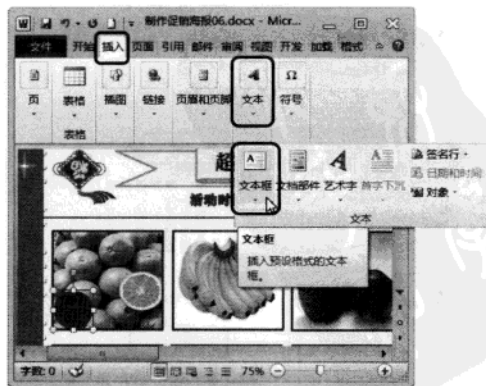 制作促销海报06.docx - Micr...
文件 开始 插入 页面 引用 邮件 审阅 视图 开发 加载 格式
页 表格 插图 链接 页眉和页脚 文本 符号
表格
超
活动时
文本框 文档部件 艺术字 首字下沉
签名行
日期和时间
对象
文本
文本框
插入预设格式的文本
框。
字数: 0
75%